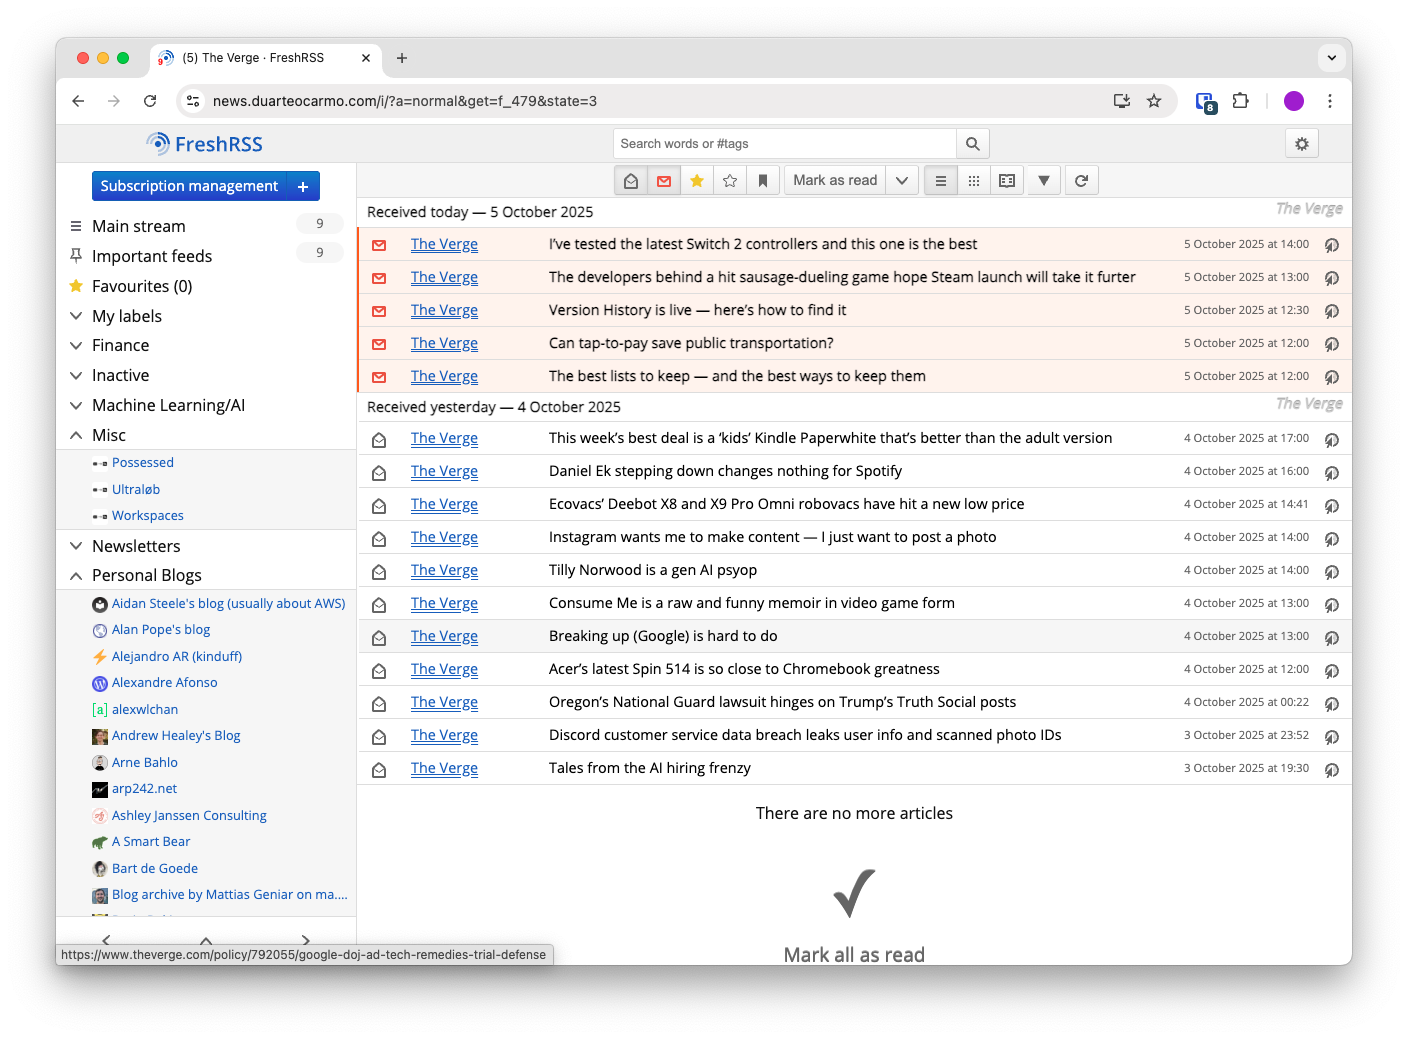 (5) The Verge · FreshRSS
9
news.duarteocarmo.com/i/?a=normal&get=f_479&state=3
8
FreshRSS
Search words or #tags
Subscription management +
Mark as read
Main stream 9
Important feeds 9
Favourites (0)
My labels
Finance
Inactive
Machine Learning/AI
Misc
Possessed
Ultraløb
Workspaces
Newsletters
Personal Blogs
Aidan Steele's blog (usually about AWS)
Alan Pope's blog
Alejandro AR (kinduff)
Alexandre Afonso
[a] alexwlchan
Andrew Healey's Blog
Arne Bahlo
arp242.net
Ashley Janssen Consulting
A Smart Bear
Bart de Goede
Blog archive by Mattias Geniar on ma....
Received today — 5 October 2025 The Verge
The Verge I've tested the latest Switch 2 controllers and this one is the best 5 October 2025 at 14:00
The Verge The developers behind a hit sausage-dueling game hope Steam launch will take it furter 5 October 2025 at 13:00
The Verge Version History is live — here's how to find it 5 October 2025 at 12:30
The Verge Can tap-to-pay save public transportation? 5 October 2025 at 12:00
The Verge The best lists to keep — and the best ways to keep them 5 October 2025 at 12:00
Received yesterday — 4 October 2025 The Verge
The Verge This week's best deal is a 'kids' Kindle Paperwhite that's better than the adult version 4 October 2025 at 17:00
The Verge Daniel Ek stepping down changes nothing for Spotify 4 October 2025 at 16:00
The Verge Ecovacs' Deebot X8 and X9 Pro Omni robovacs have hit a new low price 4 October 2025 at 14:41
The Verge Instagram wants me to make content — I just want to post a photo 4 October 2025 at 14:00
The Verge Tilly Norwood is a gen AI psyop 4 October 2025 at 14:00
The Verge Consume Me is a raw and funny memoir in video game form 4 October 2025 at 13:00
The Verge Breaking up (Google) is hard to do 4 October 2025 at 13:00
The Verge Acer's latest Spin 514 is so close to Chromebook greatness 4 October 2025 at 12:00
The Verge Oregon's National Guard lawsuit hinges on Trump's Truth Social posts 4 October 2025 at 00:22
The Verge Discord customer service data breach leaks user info and scanned photo IDs 3 October 2025 at 23:52
The Verge Tales from the AI hiring frenzy 3 October 2025 at 19:30
There are no more articles
Mark all as read
https://www.theverge.com/policy/792055/google-doj-ad-tech-remedies-trial-defense